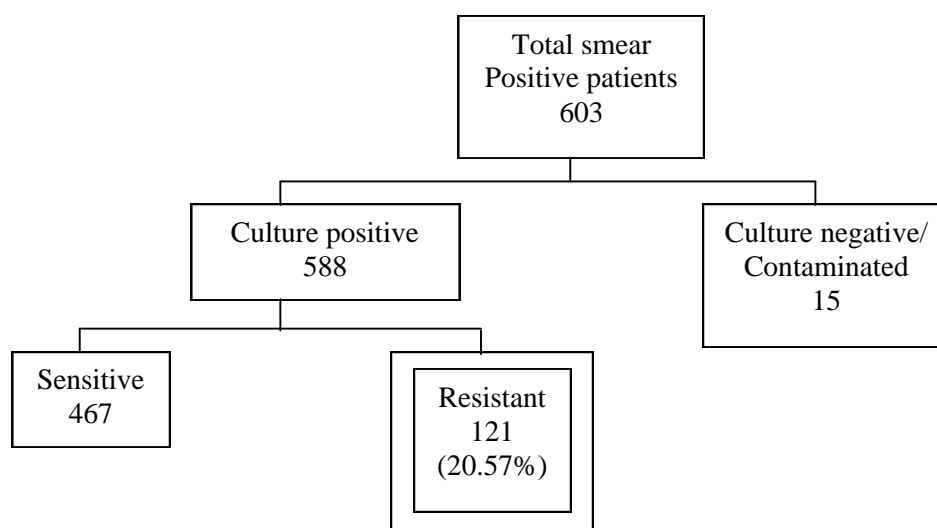 Total smear
Positive patients
603
Culture positive
588
Culture negative/
Contaminated
15
Sensitive
467
Resistant
121
(20.57%)